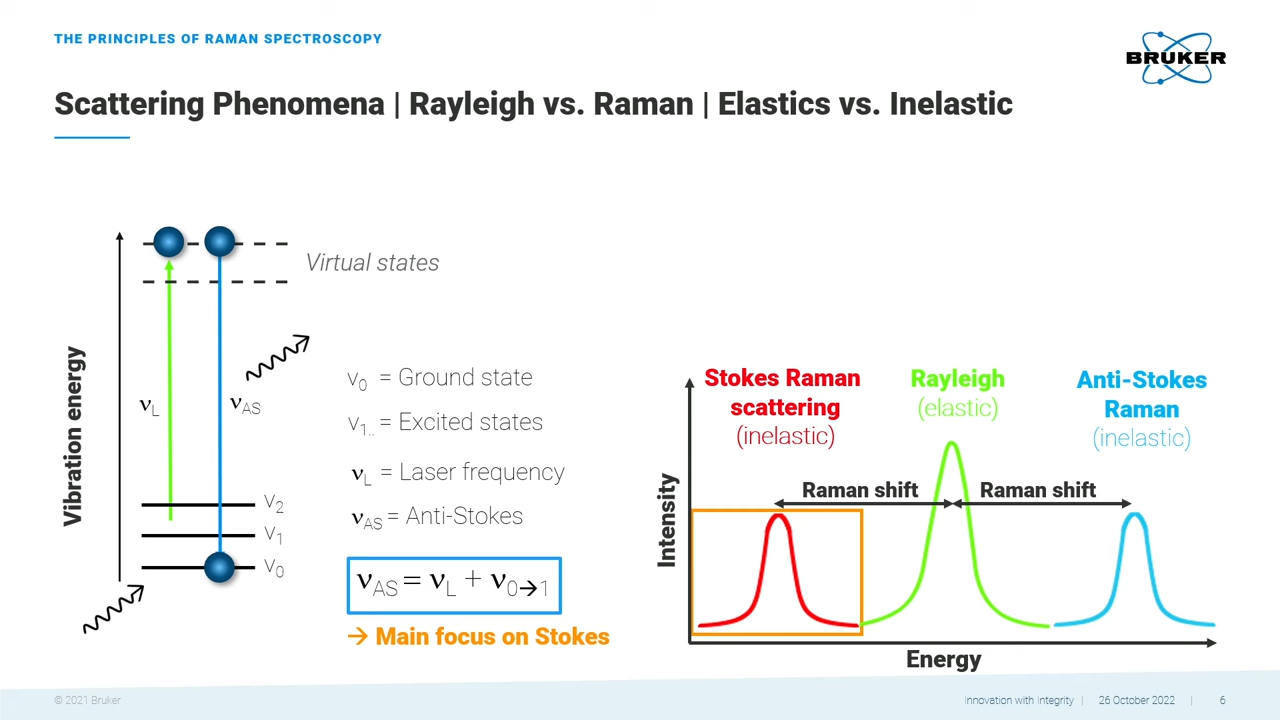 THE PRINCIPLES OF RAMAN SPECTROSCOPY
BRUKER
Scattering Phenomena | Rayleigh vs. Raman | Elastics vs. Inelastic
Virtual states
Vibration energy
νL
νAS
v2
v1
v0
v0 = Ground state
v1.. = Excited states
νL = Laser frequency
νAS = Anti-Stokes
νAS = νL + ν0→1
→ Main focus on Stokes
Stokes Raman
scattering
(inelastic)
Rayleigh
(elastic)
Anti-Stokes
Raman
(inelastic)
Raman shift
Raman shift
Intensity
Energy
© 2021 Bruker
Innovation with Integrity | 26 October 2022 | 6